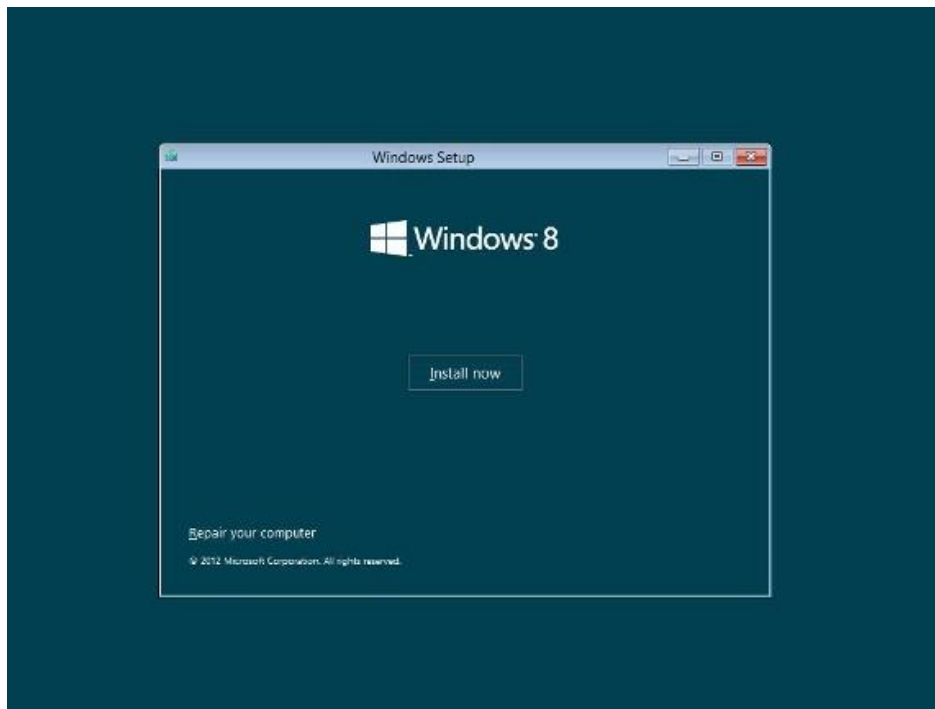 Windows Setup
Windows 8
Install now
Repair your computer
© 2012 Microsoft Corporation. All rights reserved.